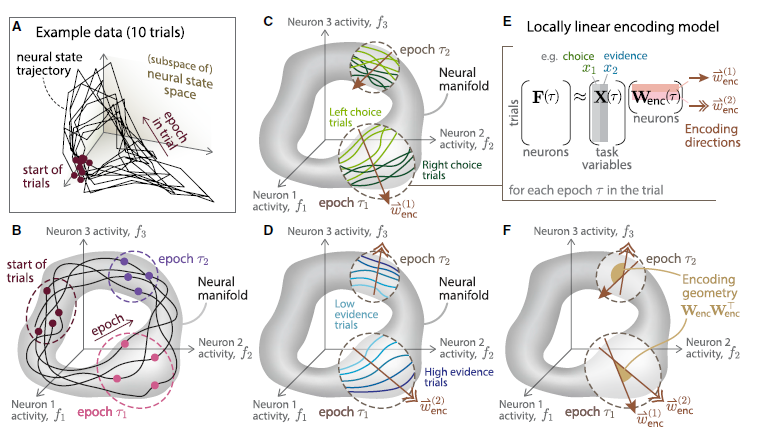 A
Example data (10 trials)
neural state
trajectory
(subspace of)
neural state
space
epoch
in trial
start of
trials
B
Neuron 3 activity, f₃
start of
trials
epoch τ₂
Neural
manifold
epoch
Neuron 2
activity, f₂
Neuron 1
activity, f₁
epoch τ₁
C
Neuron 3 activity, f₃
epoch τ₂
Neural
manifold
Left choice
trials
Neuron 2
activity, f₂
Right choice
trials
Neuron 1
activity, f₁
epoch τ₁
w⃗enc⁽¹⁾
D
Neuron 3 activity, f₃
epoch τ₂
Neural
manifold
Low
evidence
trials
Neuron 2
activity, f₂
High evidence
trials
Neuron 1
activity, f₁
epoch τ₁
w⃗enc⁽²⁾
E
Locally linear encoding model
e.g. choice evidence
x₁ x₂
trials
F(τ) ≈ X(τ) Wenc(τ)
w⃗enc⁽¹⁾
w⃗enc⁽²⁾
neurons
task
variables
neurons
Encoding
directions
for each epoch τ in the trial
F
Neuron 3 activity, f₃
epoch τ₂
Encoding
geometry
WencWenc⊤
Neuron 2
activity, f₂
Neuron 1
activity, f₁
epoch τ₁
w⃗enc⁽¹⁾
w⃗enc⁽²⁾